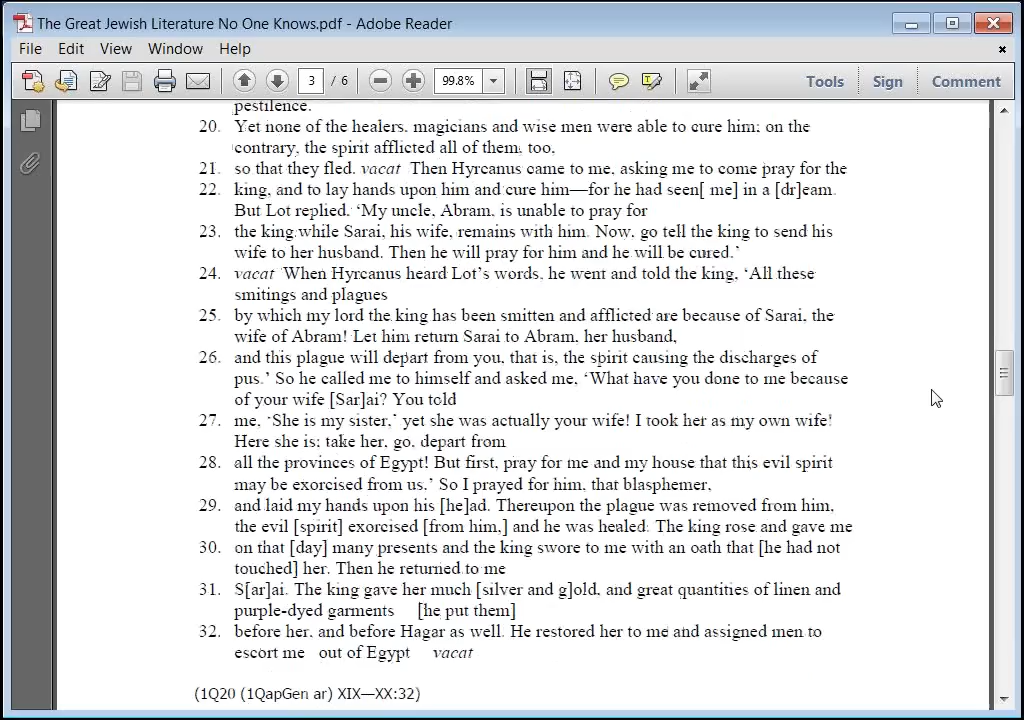 The Great Jewish Literature No One Knows.pdf - Adobe Reader
File Edit View Window Help
3 / 6 99.8% Tools Sign Comment
pestilence.
20. Yet none of the healers, magicians and wise men were able to cure him; on the
contrary, the spirit afflicted all of them, too,
21. so that they fled. vacat Then Hyrcanus came to me, asking me to come pray for the
22. king, and to lay hands upon him and cure him—for he had seen[ me] in a [dr]eam.
But Lot replied, ‘My uncle, Abram, is unable to pray for
23. the king while Sarai, his wife, remains with him. Now, go tell the king to send his
wife to her husband. Then he will pray for him and he will be cured.’
24. vacat When Hyrcanus heard Lot’s words, he went and told the king, ‘All these
smitings and plagues
25. by which my lord the king has been smitten and afflicted are because of Sarai, the
wife of Abram! Let him return Sarai to Abram, her husband,
26. and this plague will depart from you, that is, the spirit causing the discharges of
pus.’ So he called me to himself and asked me, ‘What have you done to me because
of your wife [Sar]ai? You told
27. me, ‘She is my sister,’ yet she was actually your wife! I took her as my own wife!
Here she is; take her, go, depart from
28. all the provinces of Egypt! But first, pray for me and my house that this evil spirit
may be exorcised from us.’ So I prayed for him, that blasphemer,
29. and laid my hands upon his [he]ad. Thereupon the plague was removed from him,
the evil [spirit] exorcised [from him,] and he was healed. The king rose and gave me
30. on that [day] many presents and the king swore to me with an oath that [he had not
touched] her. Then he returned to me
31. S[ar]ai. The king gave her much [silver and g]old, and great quantities of linen and
purple-dyed garments [he put them]
32. before her, and before Hagar as well. He restored her to me and assigned men to
escort me out of Egypt vacat
(1Q20 (1QapGen ar) XIX—XX:32)